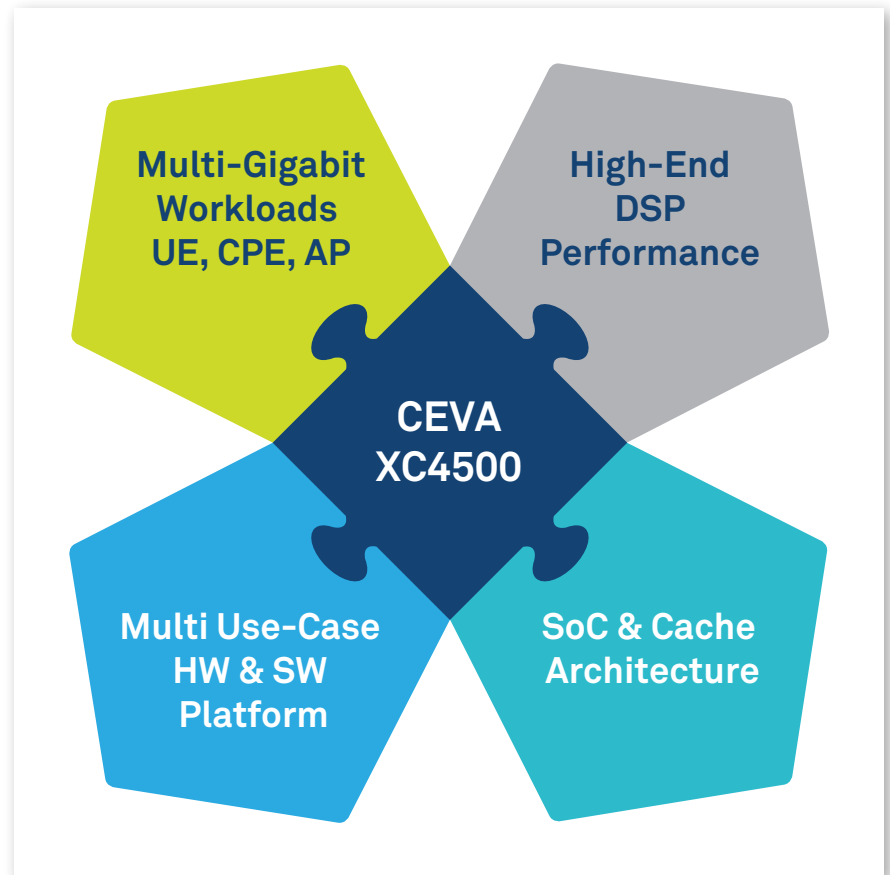 Multi-Gigabit
Workloads
UE, CPE, AP
High-End
DSP
Performance
CEVA
XC4500
Multi Use-Case
HW & SW
Platform
SoC & Cache
Architecture